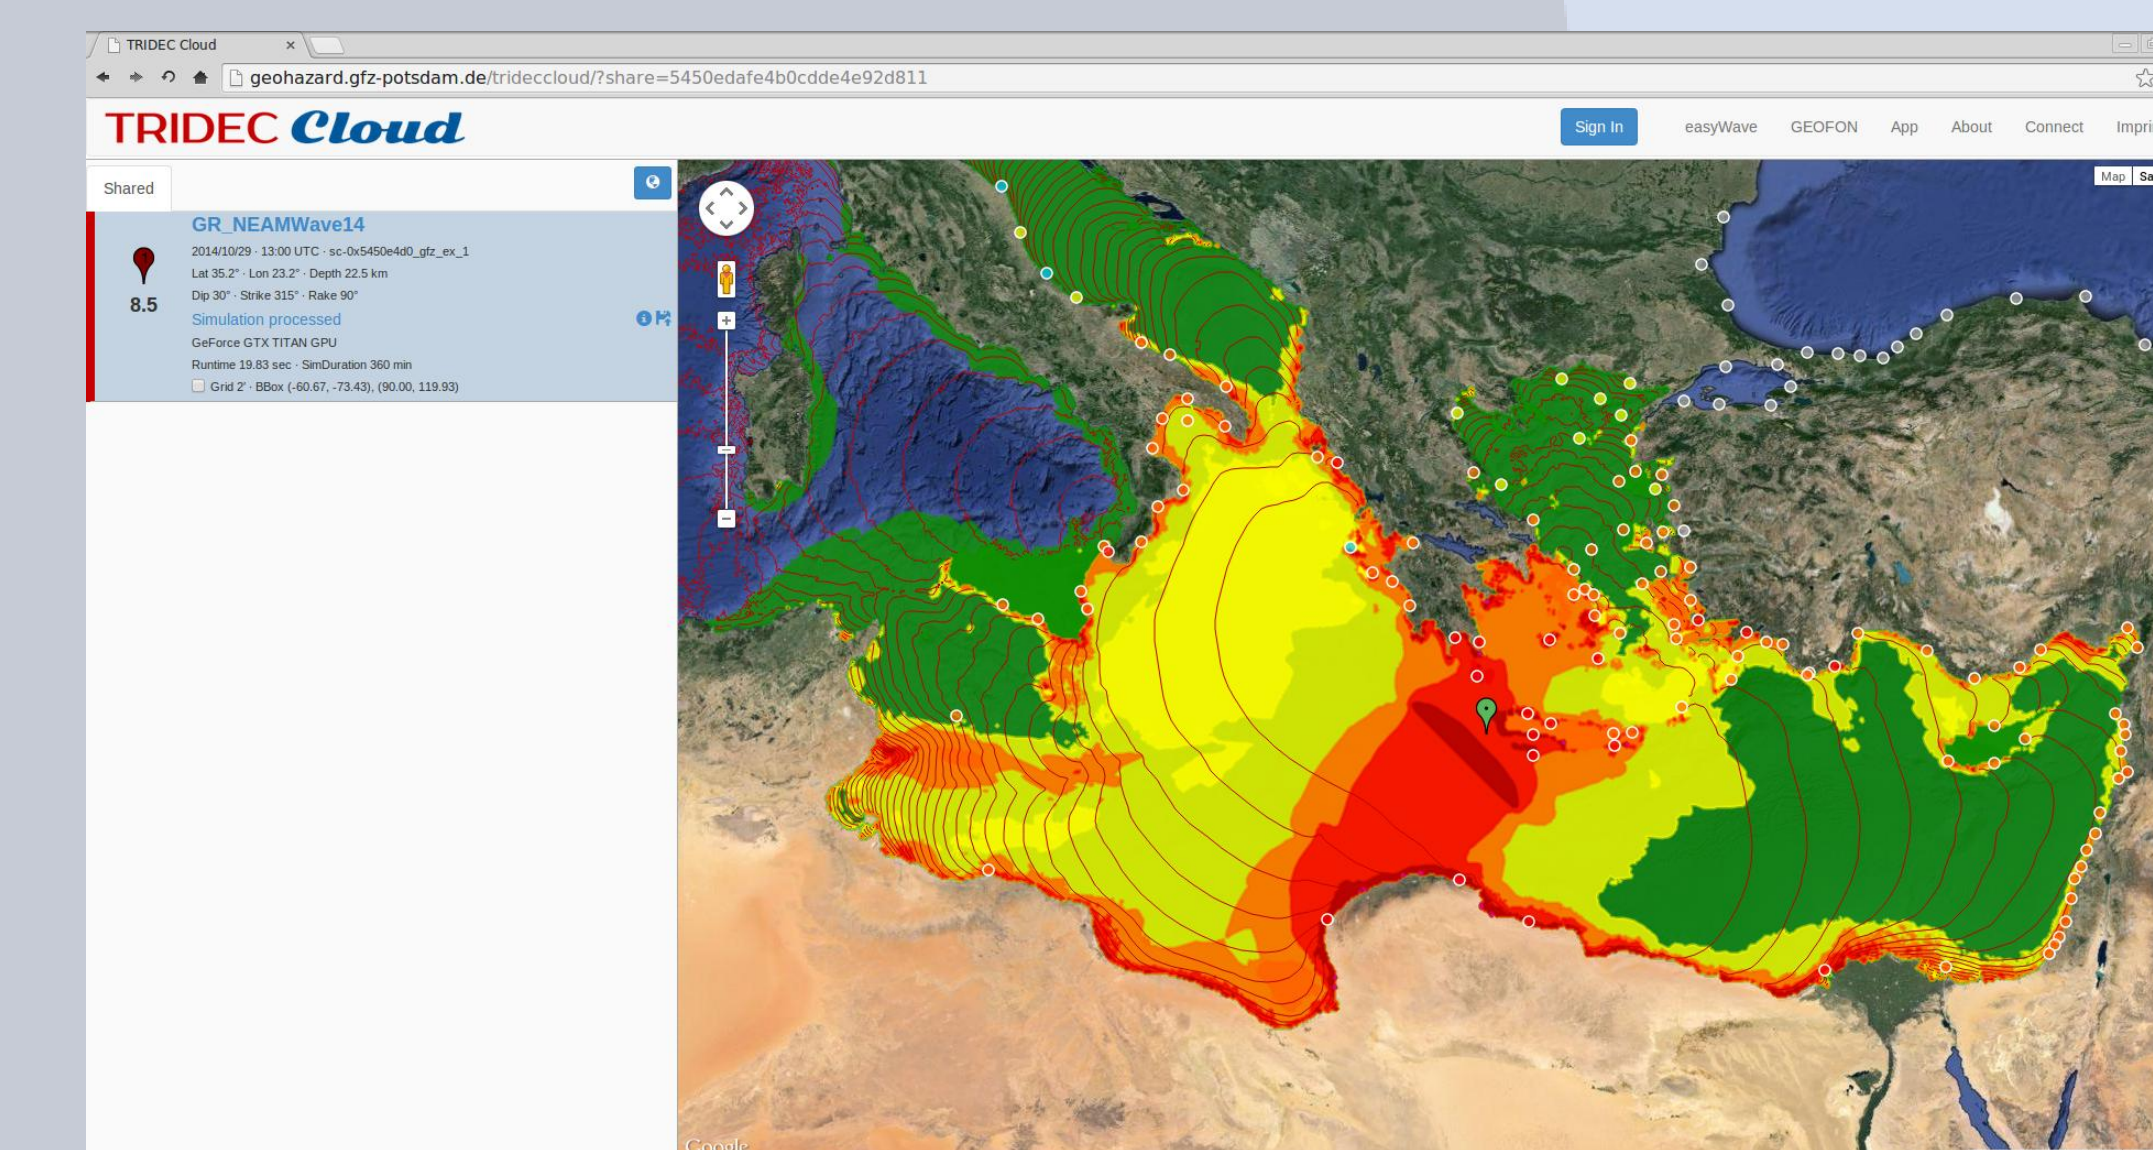 TRIDEC Cloud
geohazard.gfz-potsdam.de/trideccloud/?share=5450edafe4b0cdde4e92d811
TRIDEC Cloud
Sign In easyWave GEOFON App About Connect Impri
Shared
Map Sa
GR_NEAMWave14
2014/10/29 · 13:00 UTC · sc-0x5450e4d0_gfz_ex_1
Lat 35.2° · Lon 23.2° · Depth 22.5 km
Dip 30° · Strike 315° · Rake 90°
8.5
Simulation processed
GeForce GTX TITAN GPU
Runtime 19.83 sec · SimDuration 360 min
Grid 2' · BBox (-60.67, -73.43), (90.00, 119.93)
Google